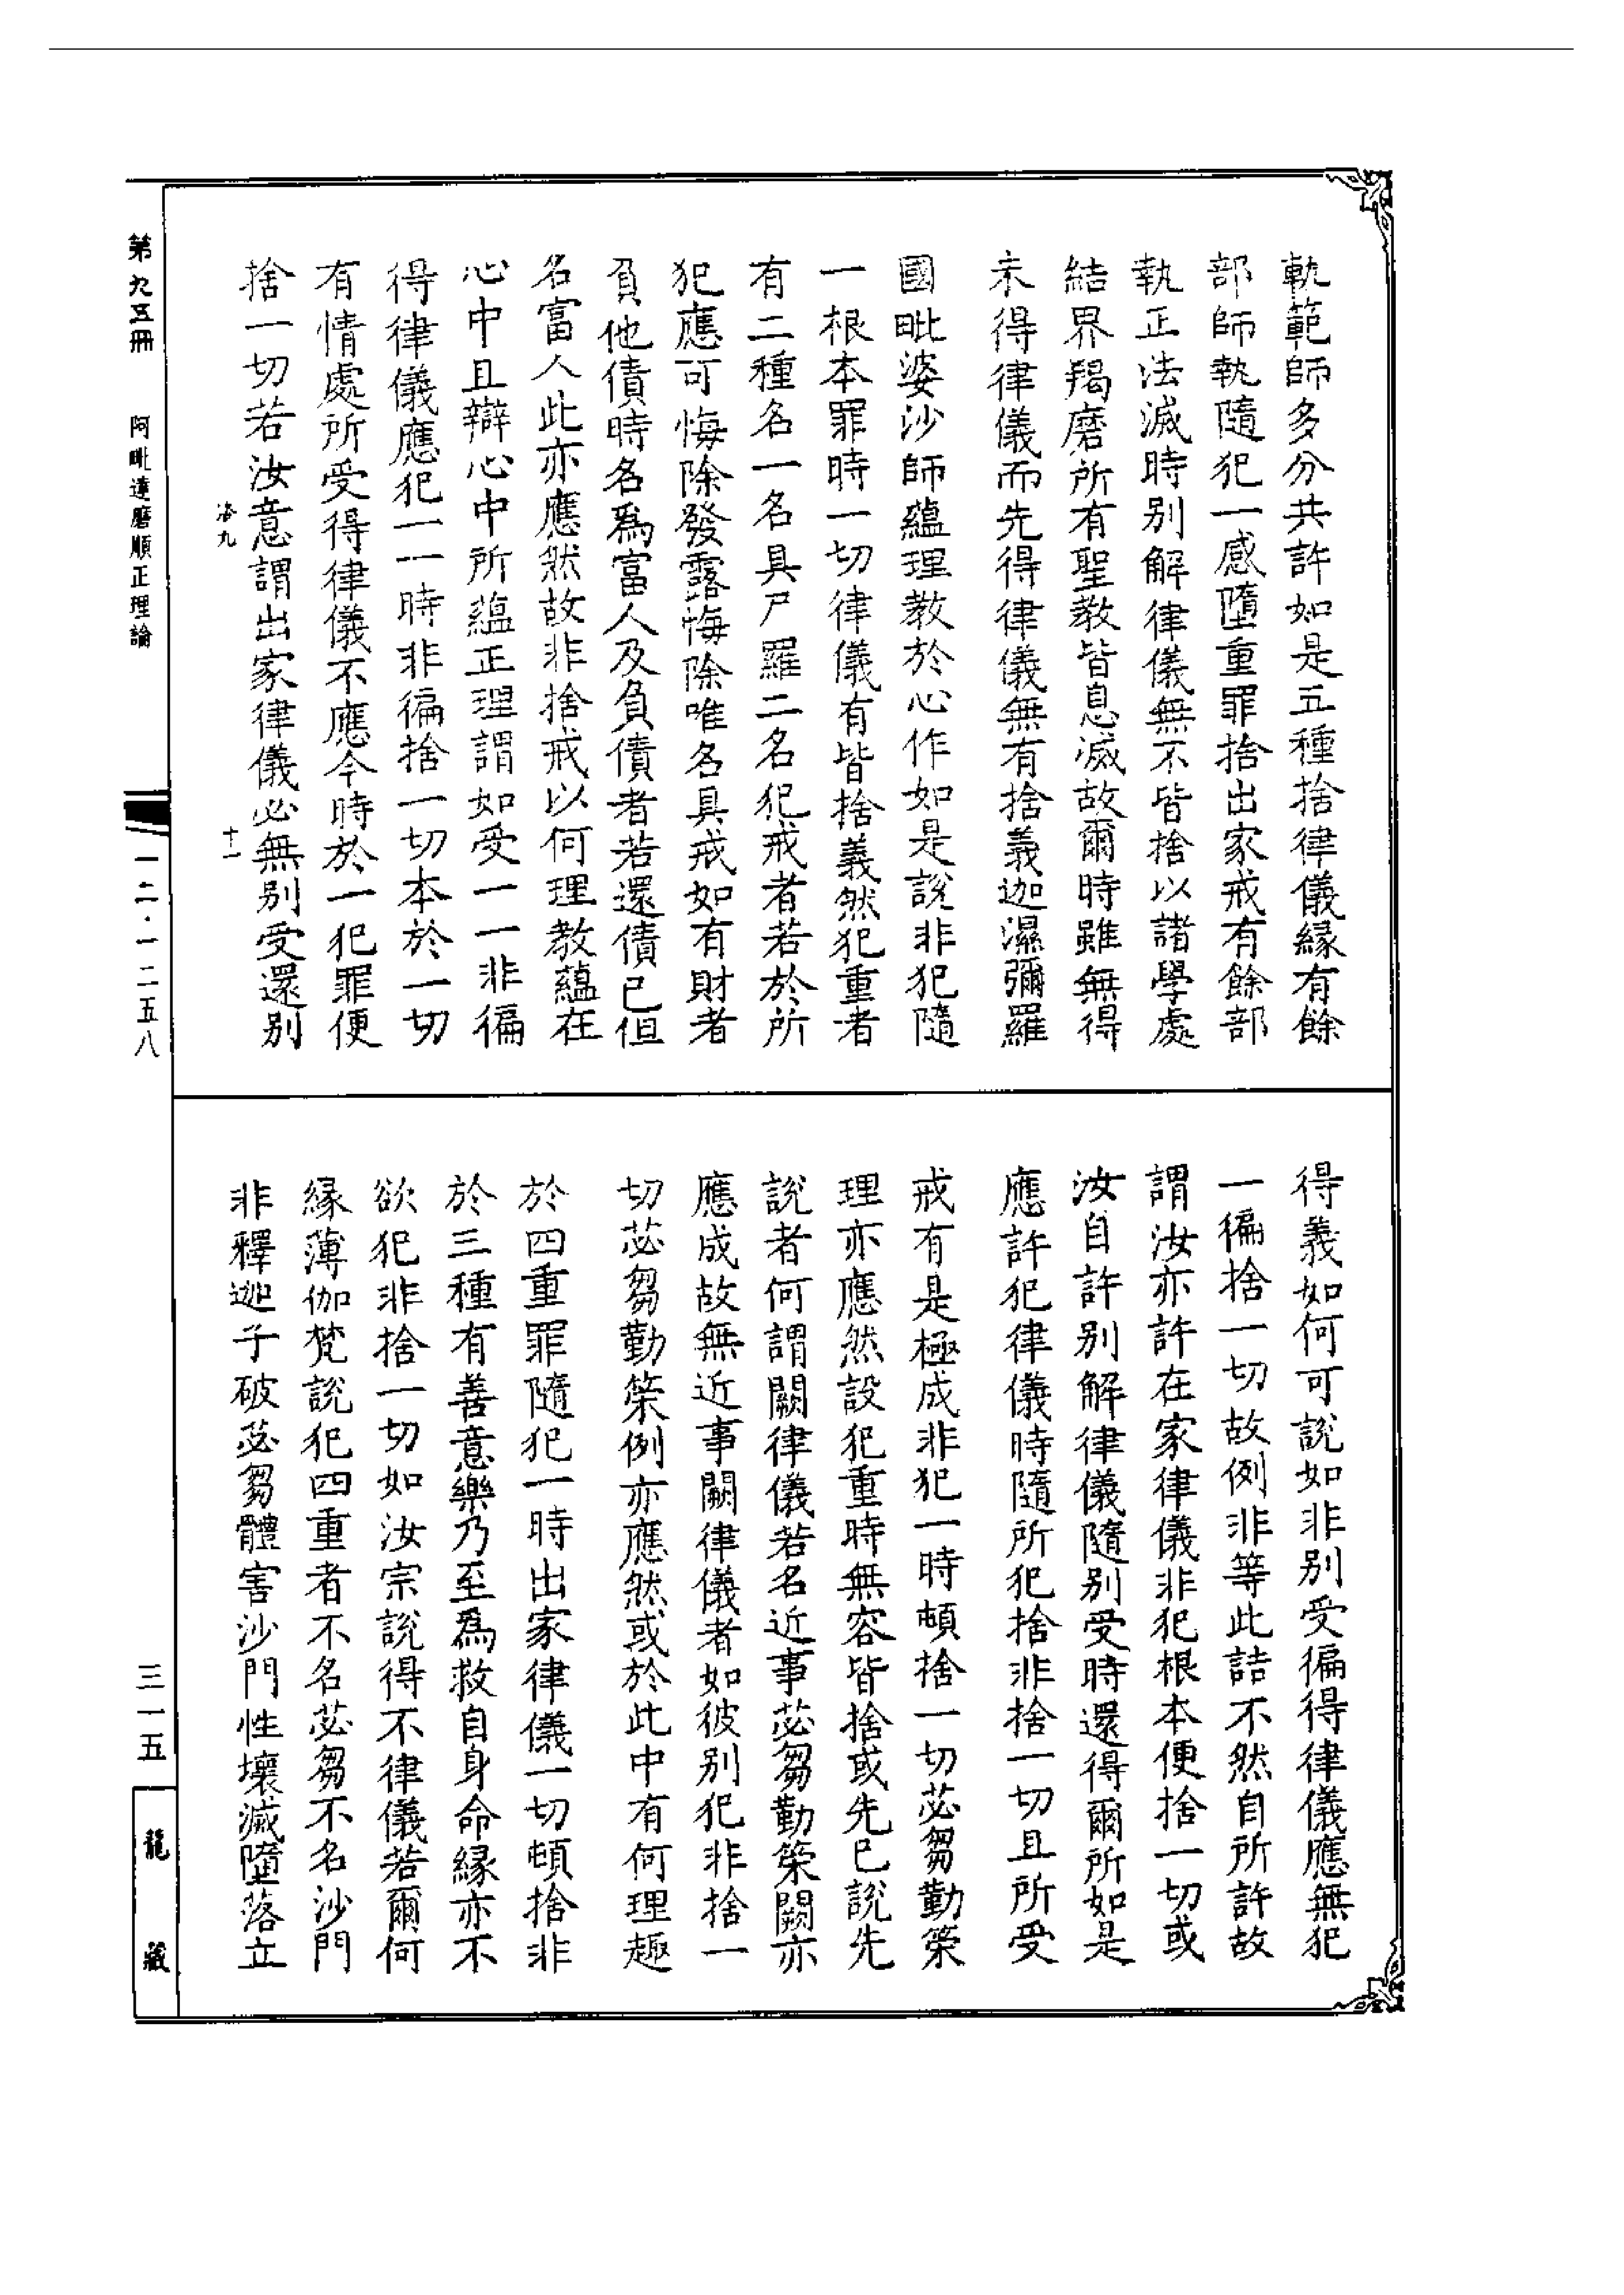 軌範師多分共許如是五種捨律儀緣有餘
部師執隨犯一感墮重罪捨出家戒有餘部
執正法滅時別解律儀無不皆捨以諸學處
結界羯磨所有聖教皆息滅故爾時雖無得
未得律儀而先得律儀無有捨義迦濕彌羅
國毗婆沙師蘊理教於心作如是說非犯隨
一根本罪時一切律儀有皆捨義然犯重者
有二種名一名具尸羅二名犯戒者若於所
犯應可悔除發露悔除唯名具戒如有財者
負他債時名爲富人及負債者若還債已但
名富人此亦應然故非捨戒以何理教蘊在
心中且辯心中所蘊正理謂如受一一非徧
得律儀應犯一一時非徧捨一切本於一切
有情處所受得律儀不應今時於一犯罪便
捨一切若汝意謂出家律儀必無別受還別
得義如何可說如非別受徧得律儀應無犯
一徧捨一切故例非等此詰不然自所許故
謂汝亦許在家律儀非犯根本便捨一切或
汝自許別解律儀隨別受時還得爾所如是
應許犯律儀時隨所犯捨非捨一切且所受
戒有是極成非犯一時頓捨一切苾芻勤策
理亦應然設犯重時無容皆捨或先已說先
說者何謂闕律儀若名近事苾芻勤策闕亦
應成故無近事闕律儀者如彼別犯非捨一
切苾芻勤策例亦應然或於此中有何理趣
於四重罪隨犯一時出家律儀一切頓捨非
於三種有善意樂乃至爲救自身命緣亦不
欲犯非捨一切如汝宗說得不律儀若爾何
緣薄伽梵說犯四重者不名苾芻不名沙門
非釋迦子破苾芻體害沙門性壞滅墮落立
第九五冊 阿毗達磨順正理論
一二·一二五八
三一五
龍藏
十一